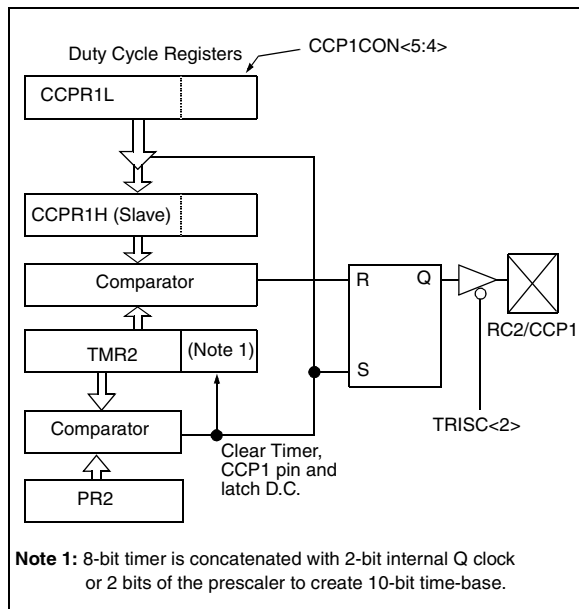 Duty Cycle Registers
CCP1CON<5:4>
CCPR1L
CCPR1H (Slave)
Comparator
R
Q
RC2/CCP1
TMR2
(Note 1)
S
TRISC<2>
Comparator
Clear Timer,
CCP1 pin and
latch D.C.
PR2
Note 1: 8-bit timer is concatenated with 2-bit internal Q clock
or 2 bits of the prescaler to create 10-bit time-base.